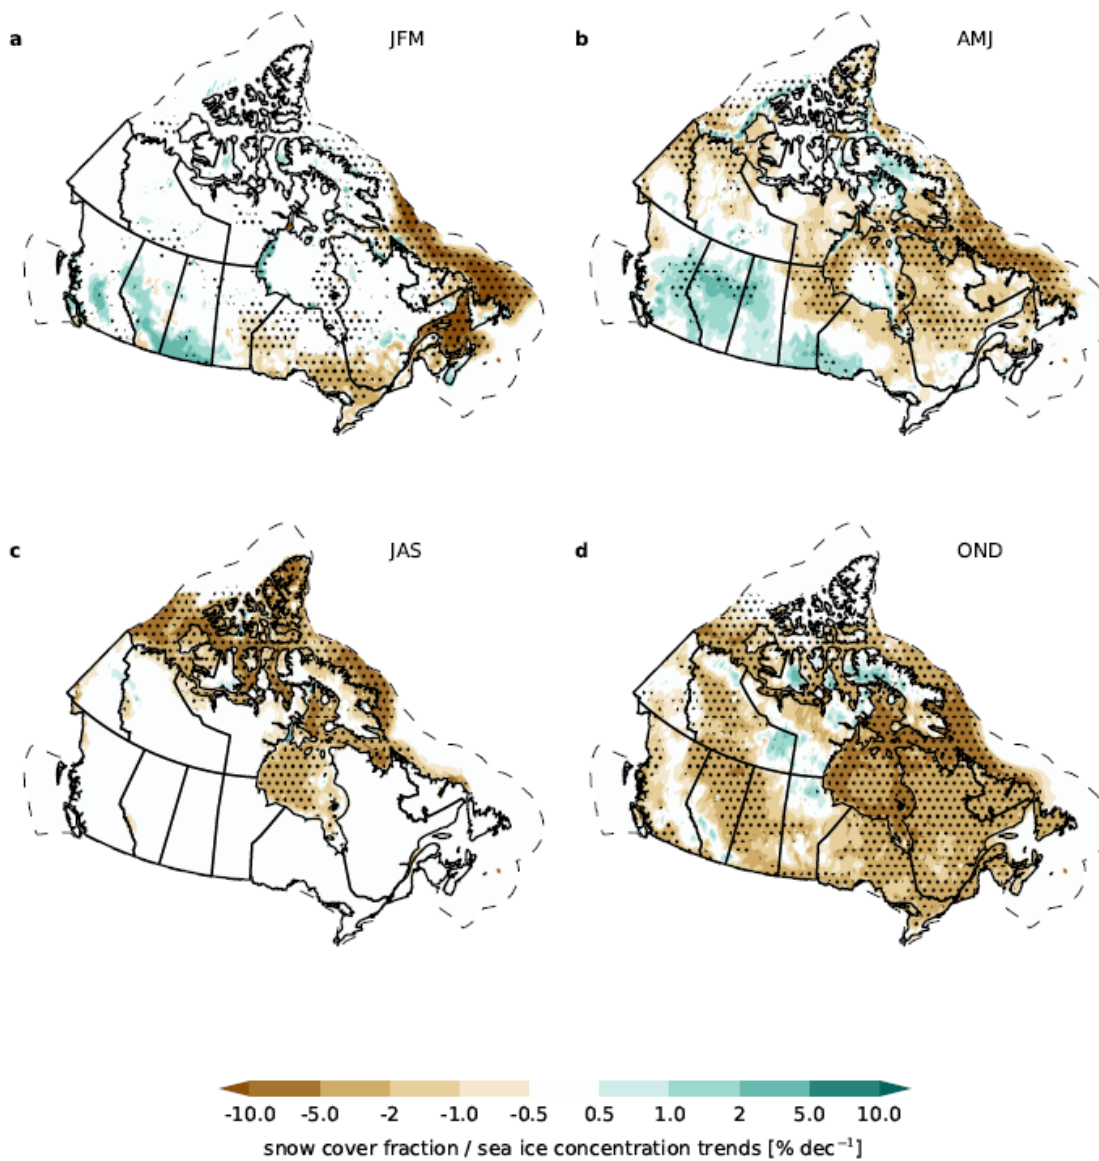 a JFM b AMJ
c JAS d OND
-10.0 -5.0 -2 -1.0 -0.5 0.5 1.0 2 5.0 10.0
snow cover fraction / sea ice concentration trends [% dec⁻¹]